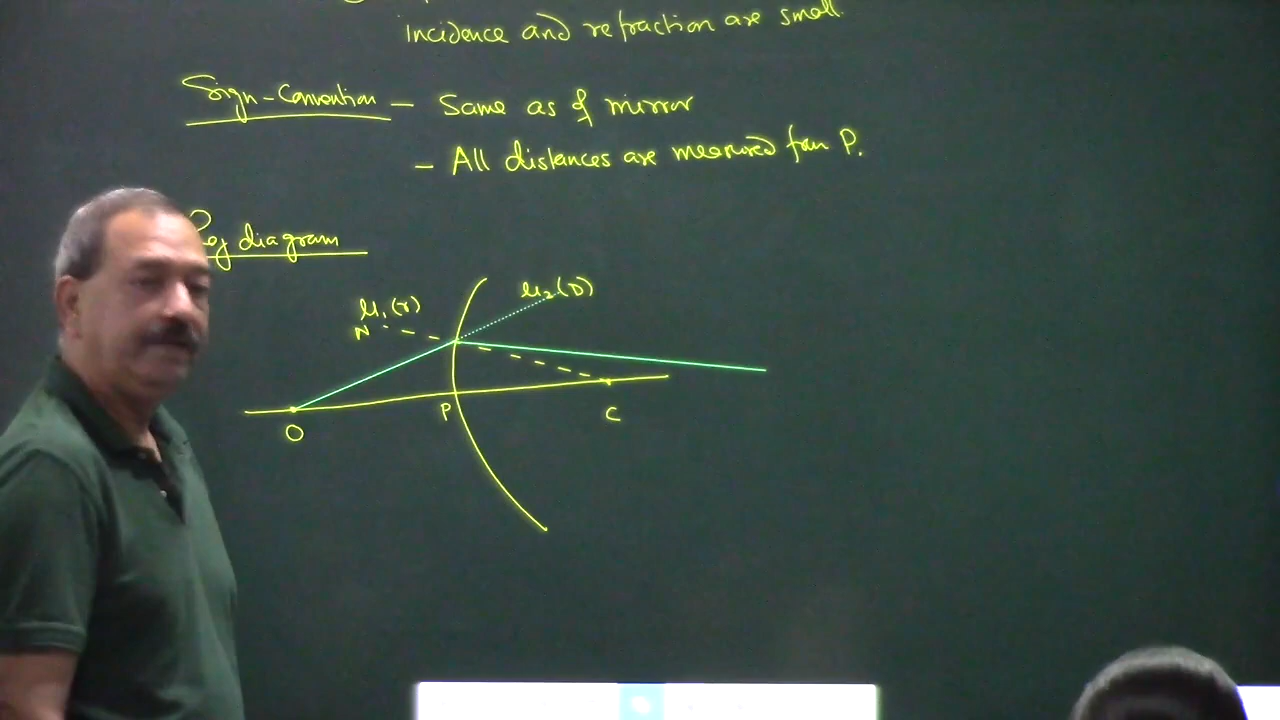 incidence and refraction are small.
Sign-Convention – Same as of mirror
– All distances are measured from P.
Ray diagram
μ₁(r)
μ₂(D)
N
O
P
C